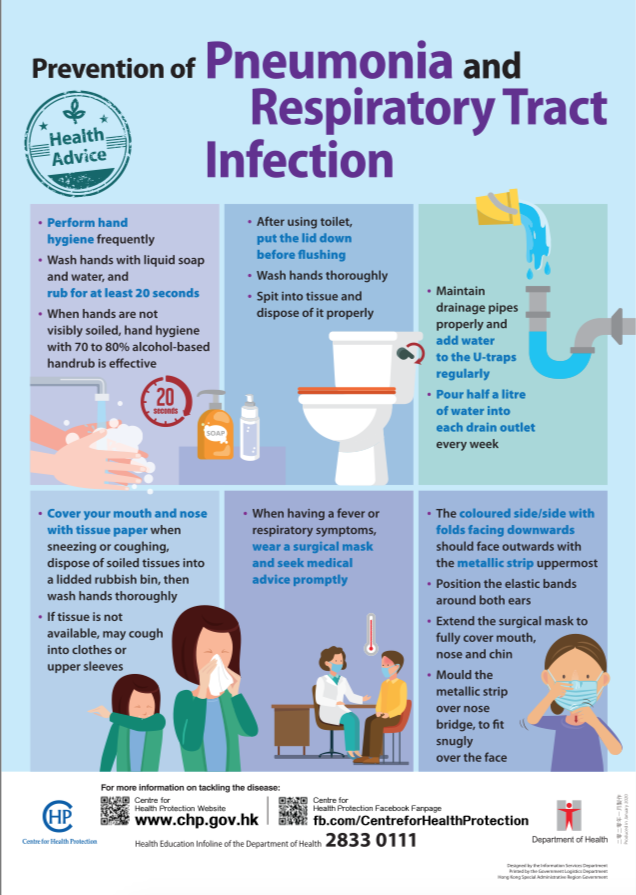 Prevention of Pneumonia and
Respiratory Tract
Infection
Health
Advice
• Perform hand
hygiene frequently
• Wash hands with liquid soap
and water, and
rub for at least 20 seconds
• When hands are not
visibly soiled, hand hygiene
with 70 to 80% alcohol-based
handrub is effective
20
seconds
SOAP
• After using toilet,
put the lid down
before flushing
• Wash hands thoroughly
• Spit into tissue and
dispose of it properly
• Maintain
drainage pipes
properly and
add water
to the U-traps
regularly
• Pour half a litre
of water into
each drain outlet
every week
• Cover your mouth and nose
with tissue paper when
sneezing or coughing,
dispose of soiled tissues into
a lidded rubbish bin, then
wash hands thoroughly
• If tissue is not
available, may cough
into clothes or
upper sleeves
• When having a fever or
respiratory symptoms,
wear a surgical mask
and seek medical
advice promptly
• The coloured side/side with
folds facing downwards
should face outwards with
the metallic strip uppermost
• Position the elastic bands
around both ears
• Extend the surgical mask to
fully cover mouth,
nose and chin
• Mould the
metallic strip
over nose
bridge, to fit
snugly
over the face
For more information on tackling the disease:
CHP
Centre for Health Protection
Centre for
Health Protection Website
www.chp.gov.hk
Centre for
Health Protection Facebook Fanpage
fb.com/CentreforHealthProtection
Health Education Infoline of the Department of Health 2833 0111
Department of Health
Designed by the Information Services Department
Printed by the Government Logistics Department
Hong Kong Special Administrative Region Government